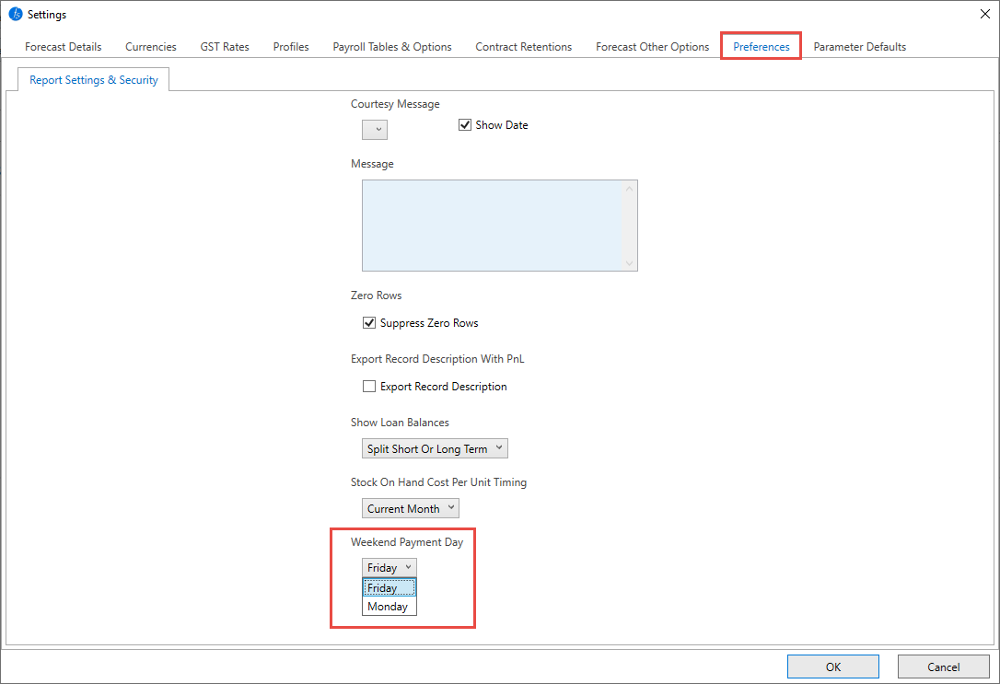 Settings
Forecast Details Currencies GST Rates Profiles Payroll Tables & Options Contract Retentions Forecast Other Options Preferences Parameter Defaults
Report Settings & Security
Courtesy Message
Show Date
Message
Zero Rows
Suppress Zero Rows
Export Record Description With PnL
Export Record Description
Show Loan Balances
Split Short Or Long Term
Stock On Hand Cost Per Unit Timing
Current Month
Weekend Payment Day
Friday
Friday
Monday
OK Cancel